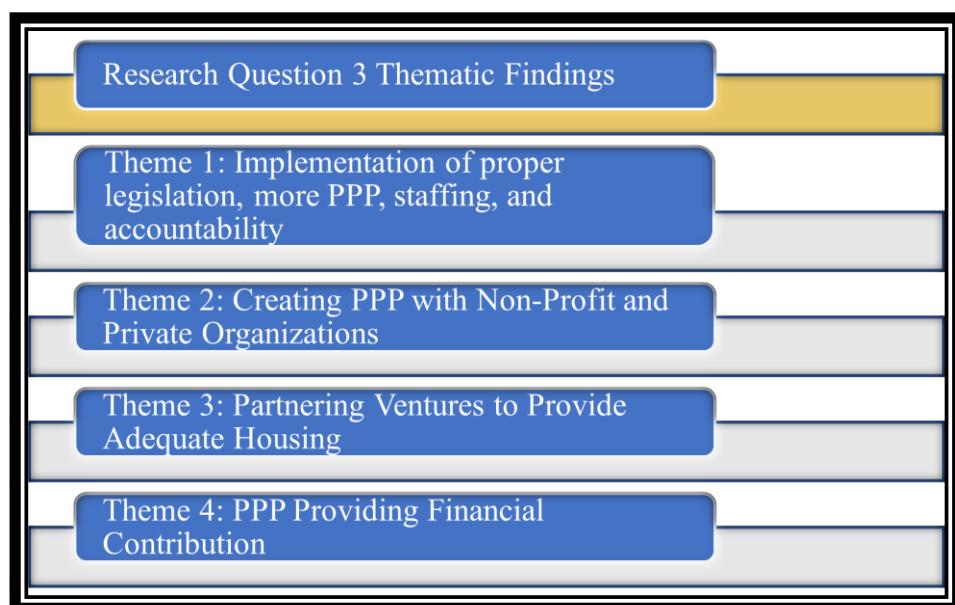 Research Question 3 Thematic Findings
Theme 1: Implementation of proper
legislation, more PPP, staffing, and
accountability
Theme 2: Creating PPP with Non-Profit and
Private Organizations
Theme 3: Partnering Ventures to Provide
Adequate Housing
Theme 4: PPP Providing Financial
Contribution